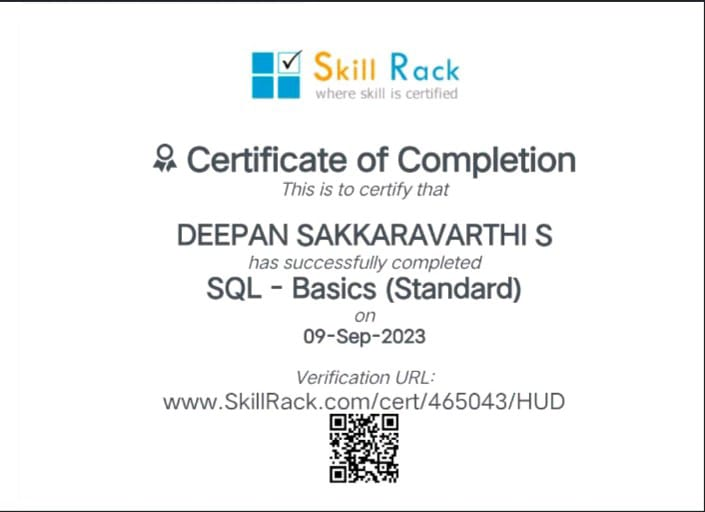 Skill Rack
where skill is certified
Certificate of Completion
This is to certify that
DEEPAN SAKKARAVARTHI S
has successfully completed
SQL - Basics (Standard)
on
09-Sep-2023
Verification URL:
www.SkillRack.com/cert/465043/HUD